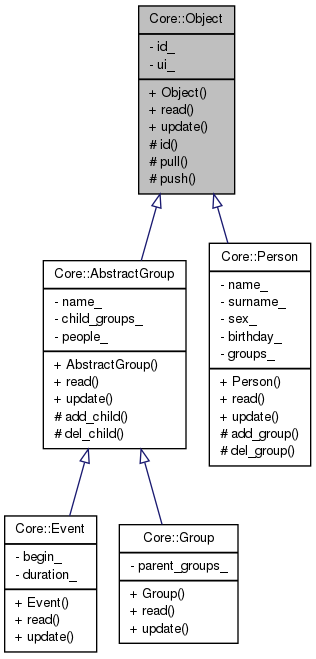 Core::Object
- id_
- ui_
+ Object()
+ read()
+ update()
# id()
# pull()
# push()
Core::AbstractGroup
- name_
- child_groups_
- people_
+ AbstractGroup()
+ read()
+ update()
# add_child()
# del_child()
Core::Person
- name_
- surname_
- sex_
- birthday_
- groups_
+ Person()
+ read()
+ update()
# add_group()
# del_group()
Core::Event
- begin_
- duration_
+ Event()
+ read()
+ update()
Core::Group
- parent_groups_
+ Group()
+ read()
+ update()